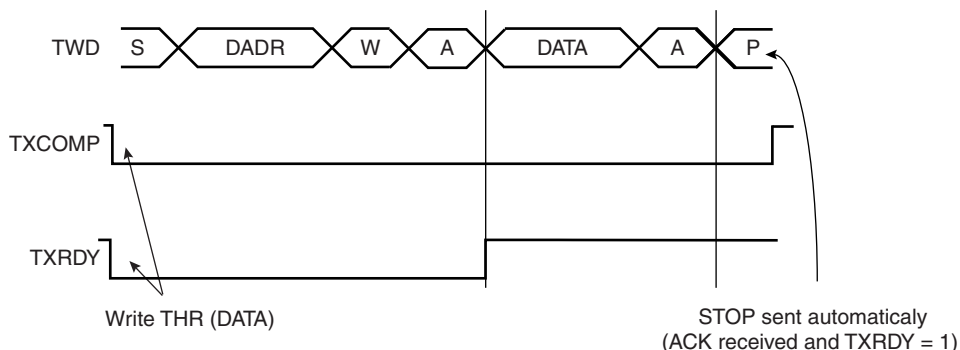 TWD S DADR W A DATA A P
TXCOMP
TXRDY
Write THR (DATA)
STOP sent automaticaly
(ACK received and TXRDY = 1)